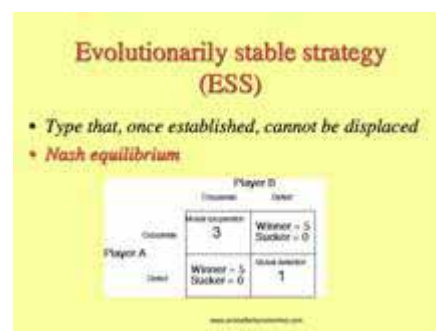 Evolutionarily stable strategy
(ESS)
• Type that, once established, cannot be displaced
• Nash equilibrium
Player B
Cooperate Defect
Mutual cooperation
3
Winner - 5
Sucker - 0
Cooperate
Player A
Winner - 5
Sucker - 0
Mutual defection
1
Defect